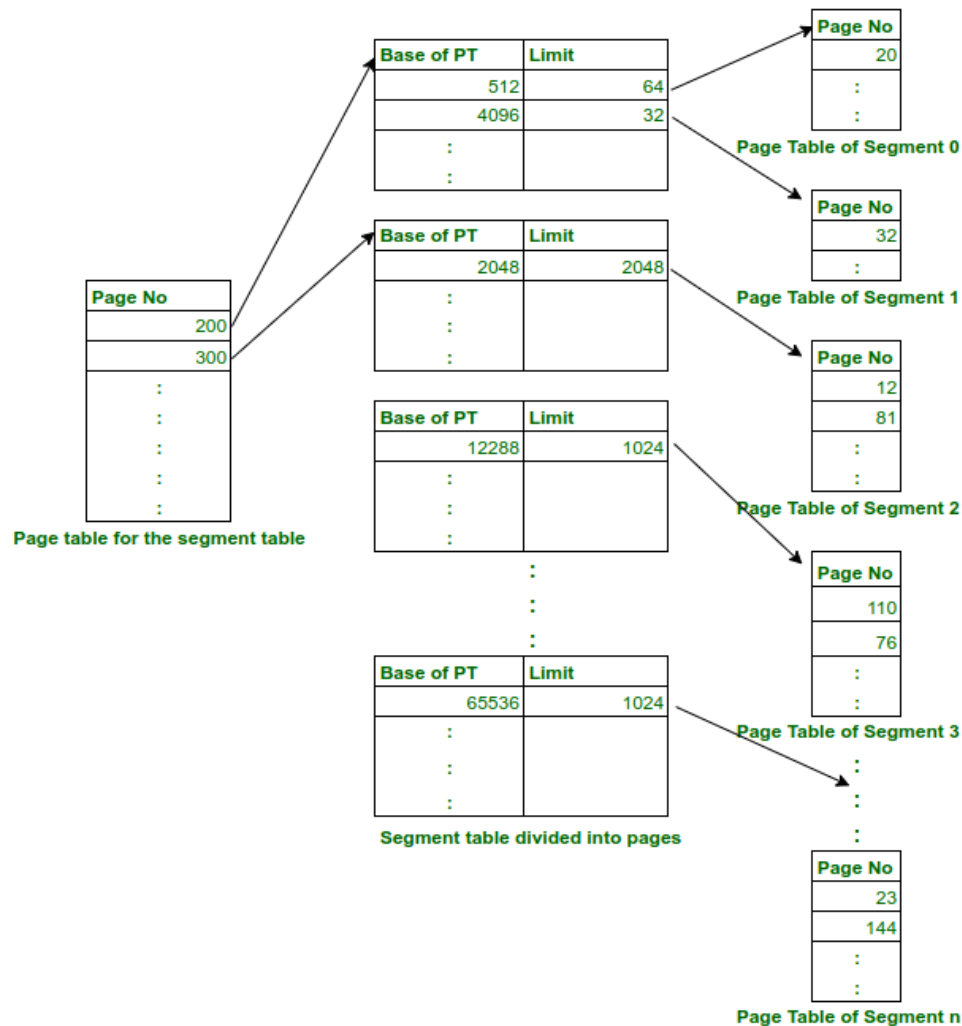 Page No
200
300
:
:
:
:
:
Page table for the segment table
Base of PT Limit
512 64
4096 32
:
:
Base of PT Limit
2048 2048
:
:
:
Base of PT Limit
12288 1024
:
:
:
:
:
:
Base of PT Limit
65536 1024
:
:
:
Segment table divided into pages
Page No
20
:
:
Page Table of Segment 0
Page No
32
:
Page Table of Segment 1
Page No
12
81
:
:
Page Table of Segment 2
Page No
110
76
:
:
Page Table of Segment 3
:
:
:
Page No
23
144
:
:
Page Table of Segment n